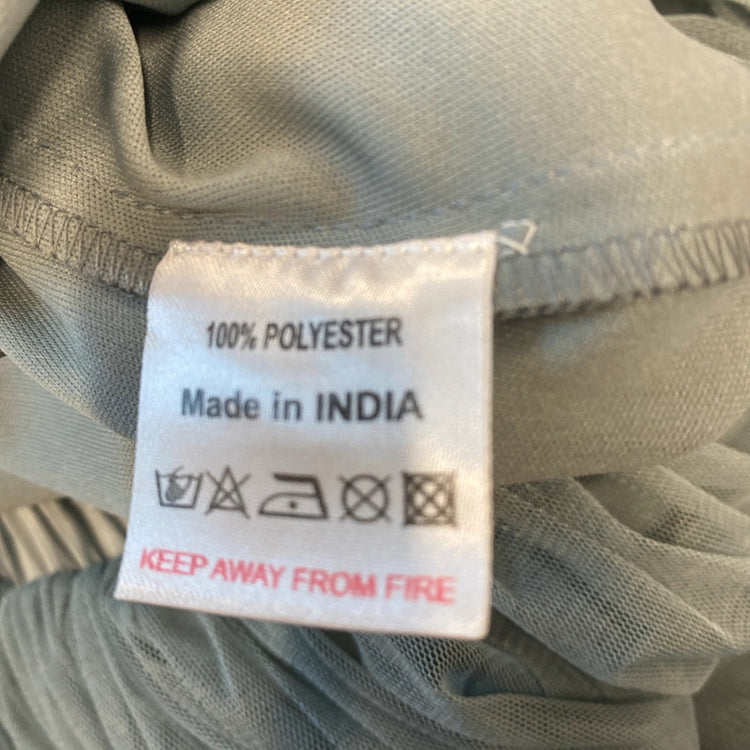 100% POLYESTER
Made in INDIA
KEEP AWAY FROM FIRE